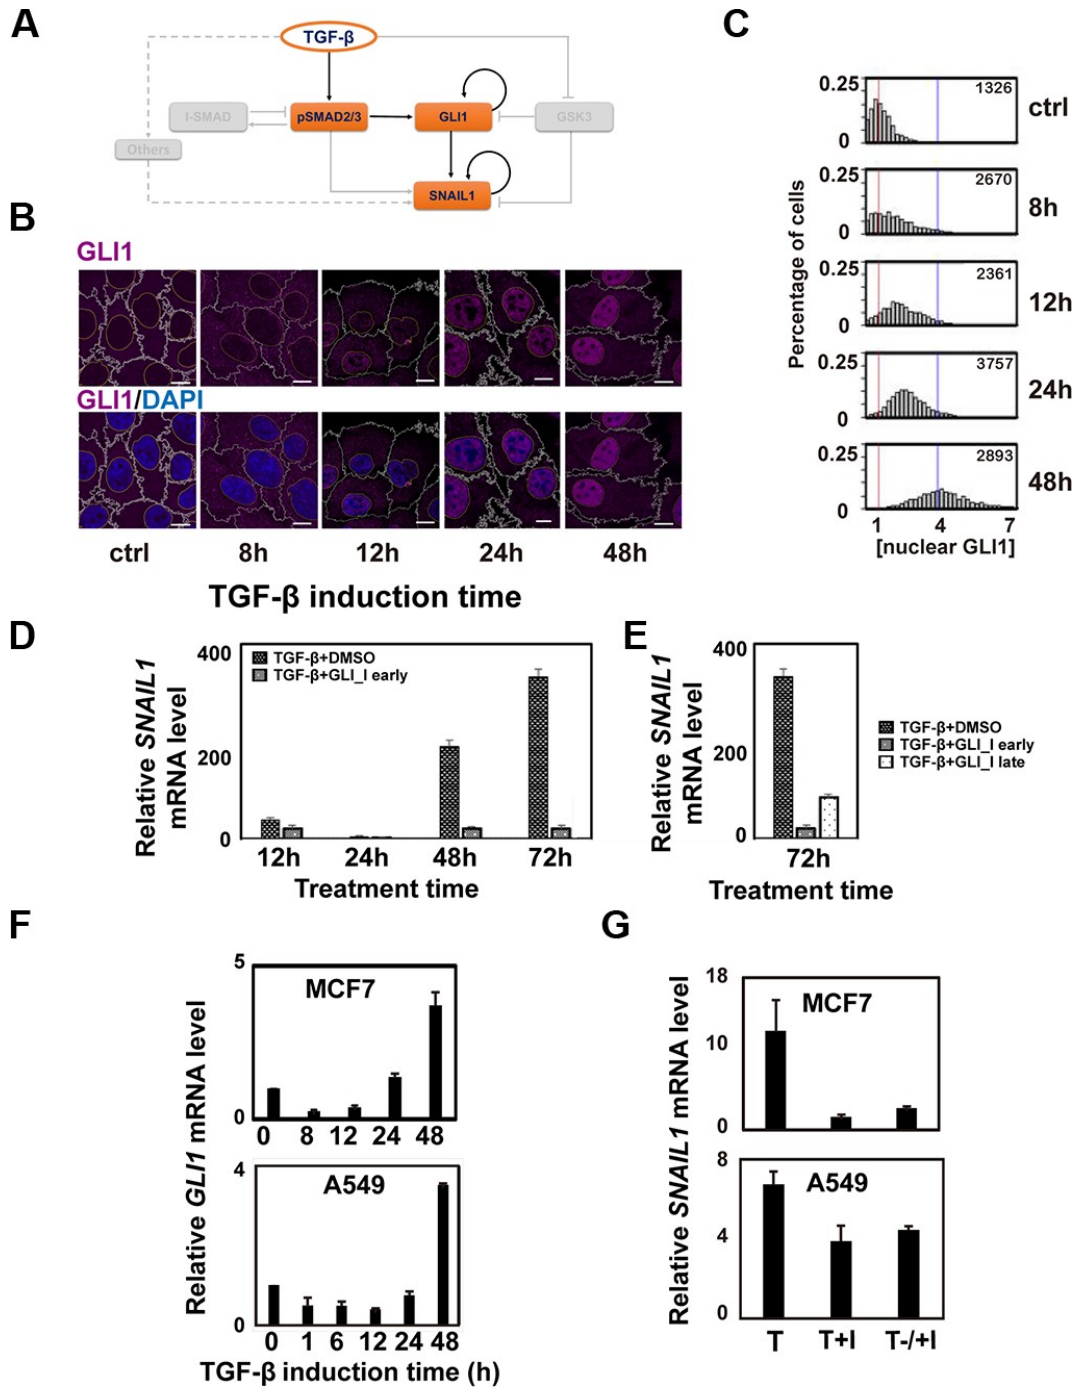 A
TGF-β
I-SMAD
pSMAD2/3
GLI1
GSK3
Others
SNAIL1
B
GLI1
GLI1/DAPI
ctrl
8h
12h
24h
48h
TGF-β induction time
C
Percentage of cells
0.25
1326
ctrl
0
0.25
2670
8h
0
0.25
2361
12h
0
0.25
3757
24h
0
0.25
2893
48h
0
1
4
7
[nuclear GLI1]
D
Relative SNAIL1
mRNA level
400
200
0
TGF-β+DMSO
TGF-β+GLI_I early
12h
24h
48h
72h
Treatment time
E
Relative SNAIL1
mRNA level
400
200
0
TGF-β+DMSO
TGF-β+GLI_I early
TGF-β+GLI_I late
72h
Treatment time
F
Relative GLI1 mRNA level
5
MCF7
0
0 8 12 24 48
4
A549
0
0 1 6 12 24 48
TGF-β induction time (h)
G
Relative SNAIL1 mRNA level
18
MCF7
10
0
8
A549
4
0
T T+I T-/+I